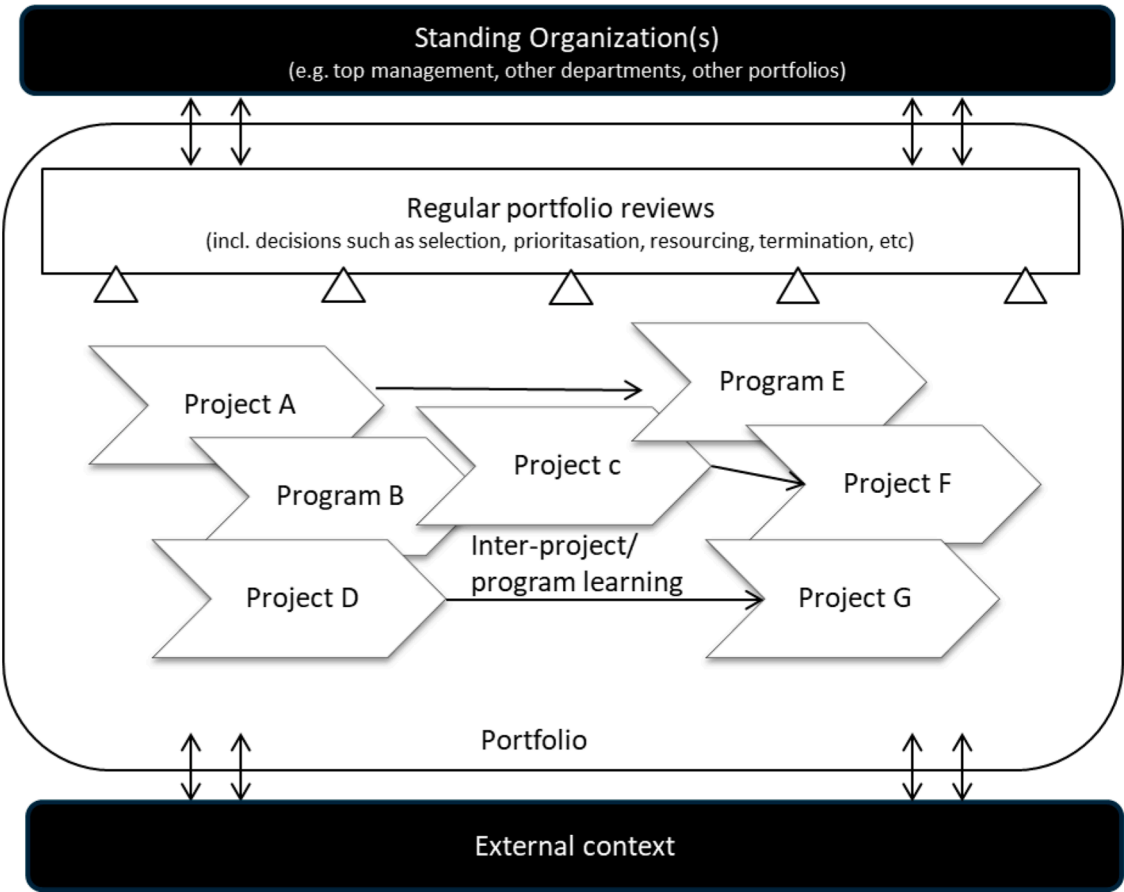 Standing Organization(s)
(e.g. top management, other departments, other portfolios)
Regular portfolio reviews
(incl. decisions such as selection, prioritasation, resourcing, termination, etc)
Project A
Program E
Project c
Program B
Project F
Inter-project/
program learning
Project D
Project G
Portfolio
External context